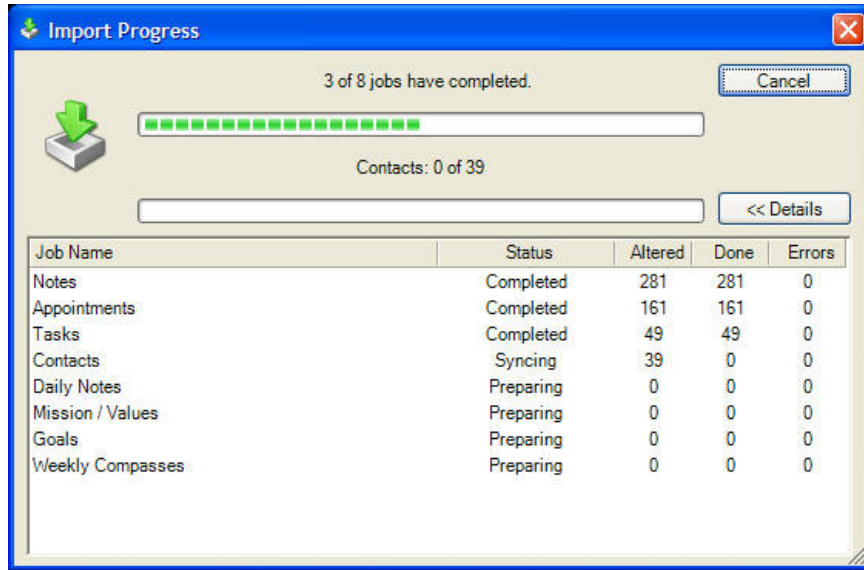 Import Progress
3 of 8 jobs have completed.
Cancel
Contacts: 0 of 39
<< Details
Job Name Status Altered Done Errors
Notes Completed 281 281 0
Appointments Completed 161 161 0
Tasks Completed 49 49 0
Contacts Syncing 39 0 0
Daily Notes Preparing 0 0 0
Mission / Values Preparing 0 0 0
Goals Preparing 0 0 0
Weekly Compasses Preparing 0 0 0